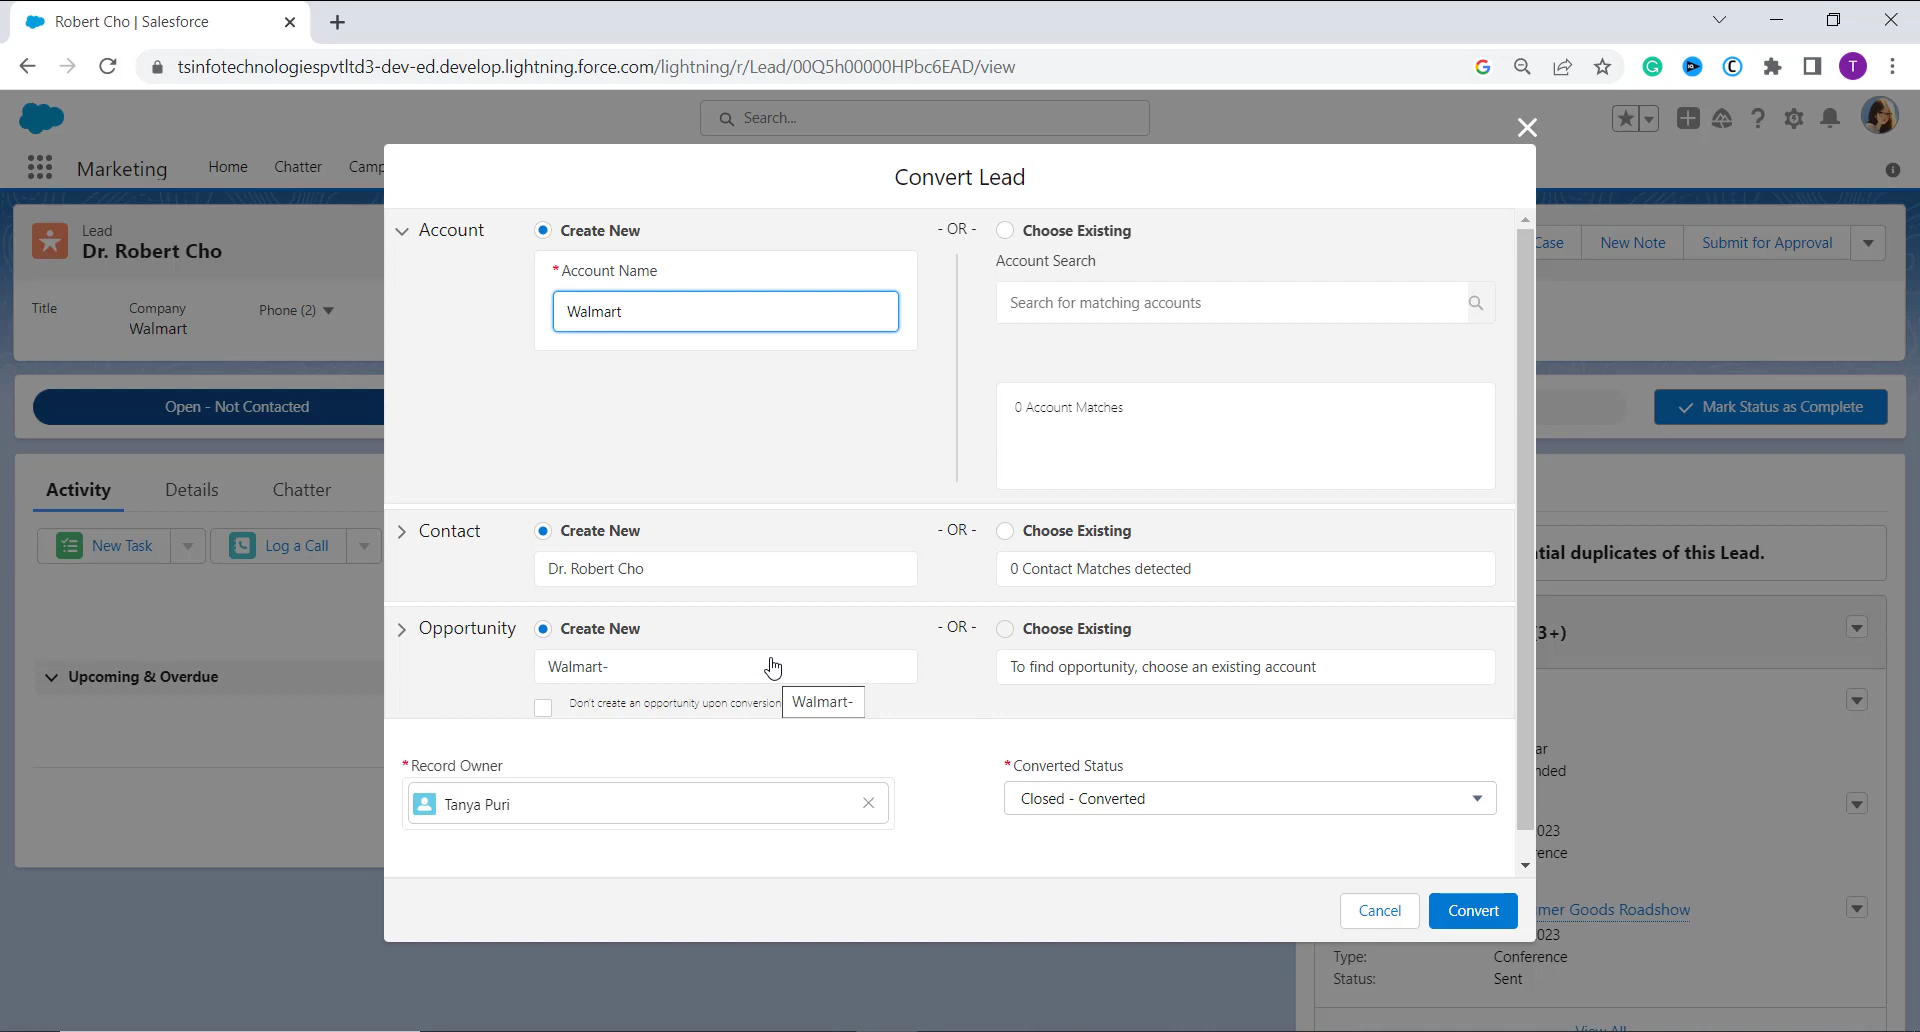 Robert Cho | Salesforce
tsinfotechnologiespvtltd3-dev-ed.develop.lightning.force.com/lightning/r/Lead/00Q5h00000HPbc6EAD/view
T
Search...
Marketing
Home
Chatter
Camp
Convert Lead
Lead
Dr. Robert Cho
Case
New Note
Submit for Approval
Title
Company
Walmart
Phone (2)
Open - Not Contacted
Mark Status as Complete
Activity
Details
Chatter
New Task
Log a Call
Upcoming & Overdue
Account
Create New
- OR -
Choose Existing
* Account Name
Walmart
Account Search
Search for matching accounts
0 Account Matches
Contact
Create New
- OR -
Choose Existing
Dr. Robert Cho
0 Contact Matches detected
Opportunity
Create New
- OR -
Choose Existing
Walmart-
To find opportunity, choose an existing account
Don't create an opportunity upon conversion
Walmart-
* Record Owner
Tanya Puri
* Converted Status
Closed - Converted
Cancel
Convert
tial duplicates of this Lead.
3+)
ar
nded
023
ence
mer Goods Roadshow
023
Type:
Conference
Status:
Sent
View All